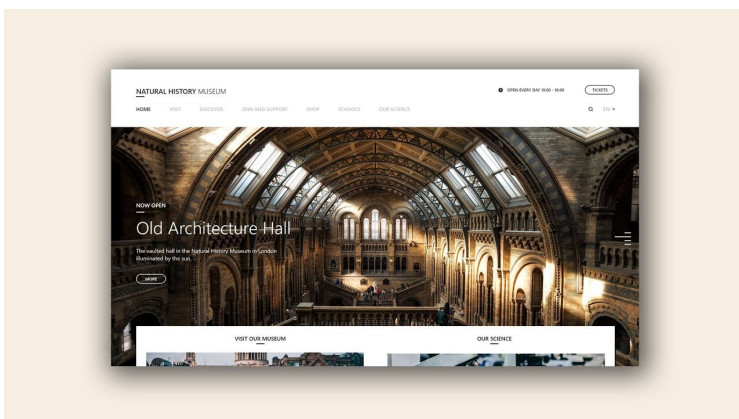 NATURAL HISTORY MUSEUM
OPEN EVERY DAY 10:00 - 18:00
TICKETS
HOME VISIT DISCOVER JOIN AND SUPPORT SHOP SCHOOLS OUR SCIENCE
EN
NOW OPEN
Old Architecture Hall
The vaulted hall in the Natural History Museum in London
illuminated by the sun.
MORE
VISIT OUR MUSEUM
OUR SCIENCE